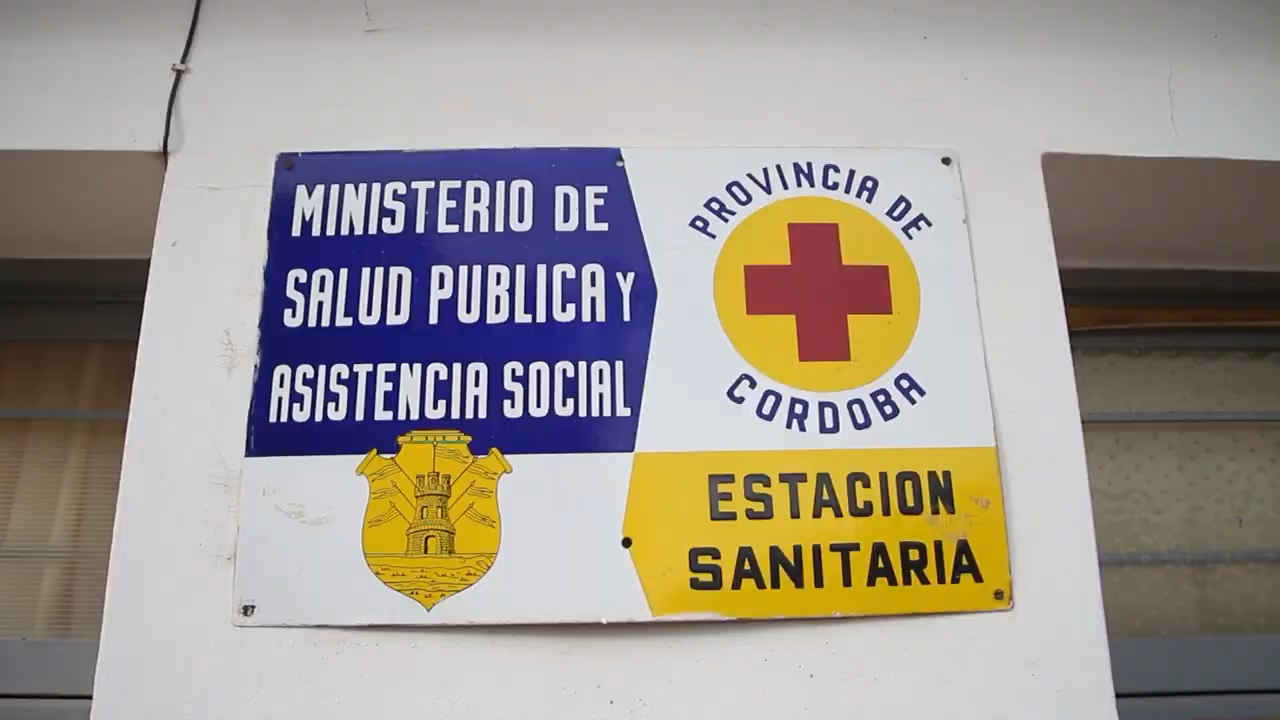 MINISTERIO DE
SALUD PUBLICA Y
ASISTENCIA SOCIAL
PROVINCIA DE
CORDOBA
ESTACION
SANITARIA